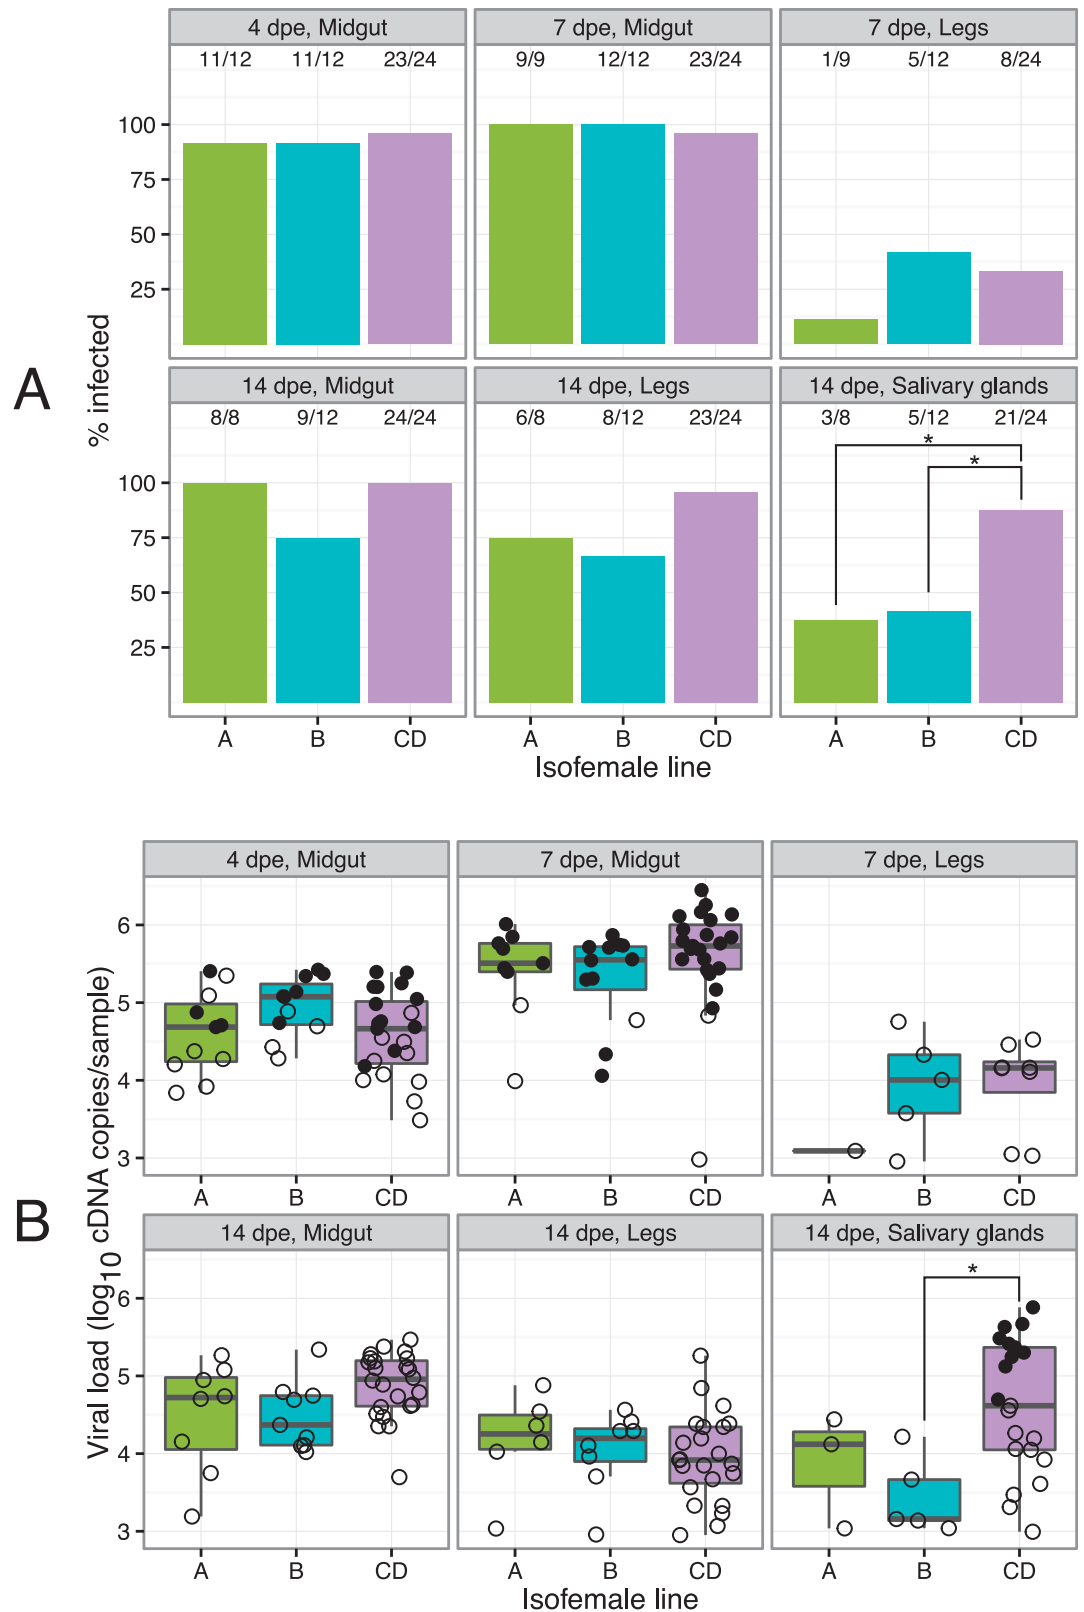 A
% infected
4 dpe, Midgut
7 dpe, Midgut
7 dpe, Legs
11/12 11/12 23/24
9/9 12/12 23/24
1/9 5/12 8/24
100
75
50
25
14 dpe, Midgut
14 dpe, Legs
14 dpe, Salivary glands
8/8 9/12 24/24
6/8 8/12 23/24
3/8 5/12 21/24
*
*
100
75
50
25
A B CD
A B CD
A B CD
Isofemale line
B
Viral load (log10 cDNA copies/sample)
4 dpe, Midgut
7 dpe, Midgut
7 dpe, Legs
6
5
4
3
A B CD
A B CD
A B CD
14 dpe, Midgut
14 dpe, Legs
14 dpe, Salivary glands
*
6
5
4
3
A B CD
A B CD
A B CD
Isofemale line